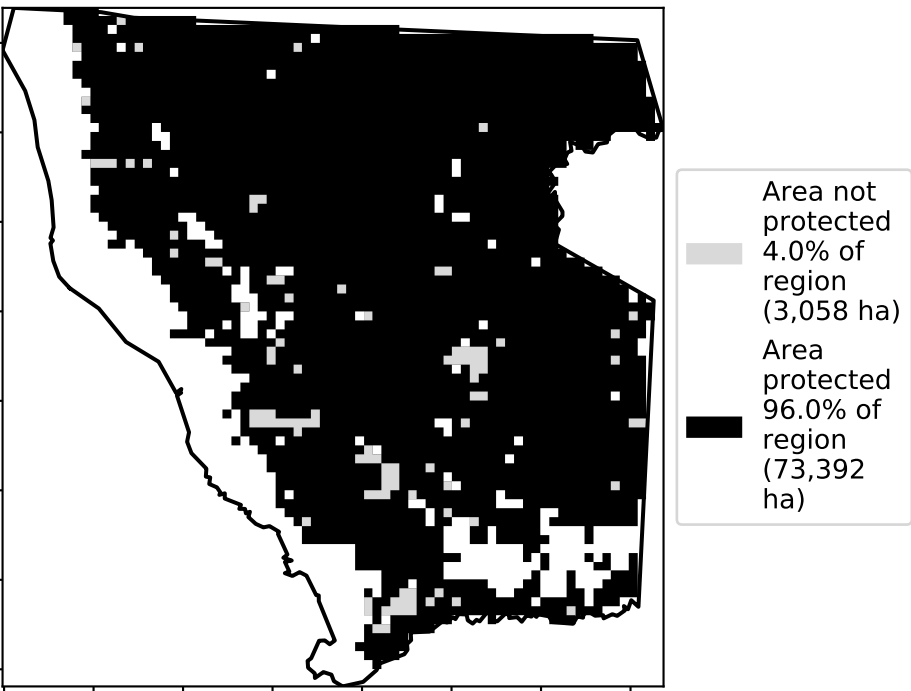 Area not
protected
4.0% of
region
(3,058 ha)
Area
protected
96.0% of
region
(73,392
ha)